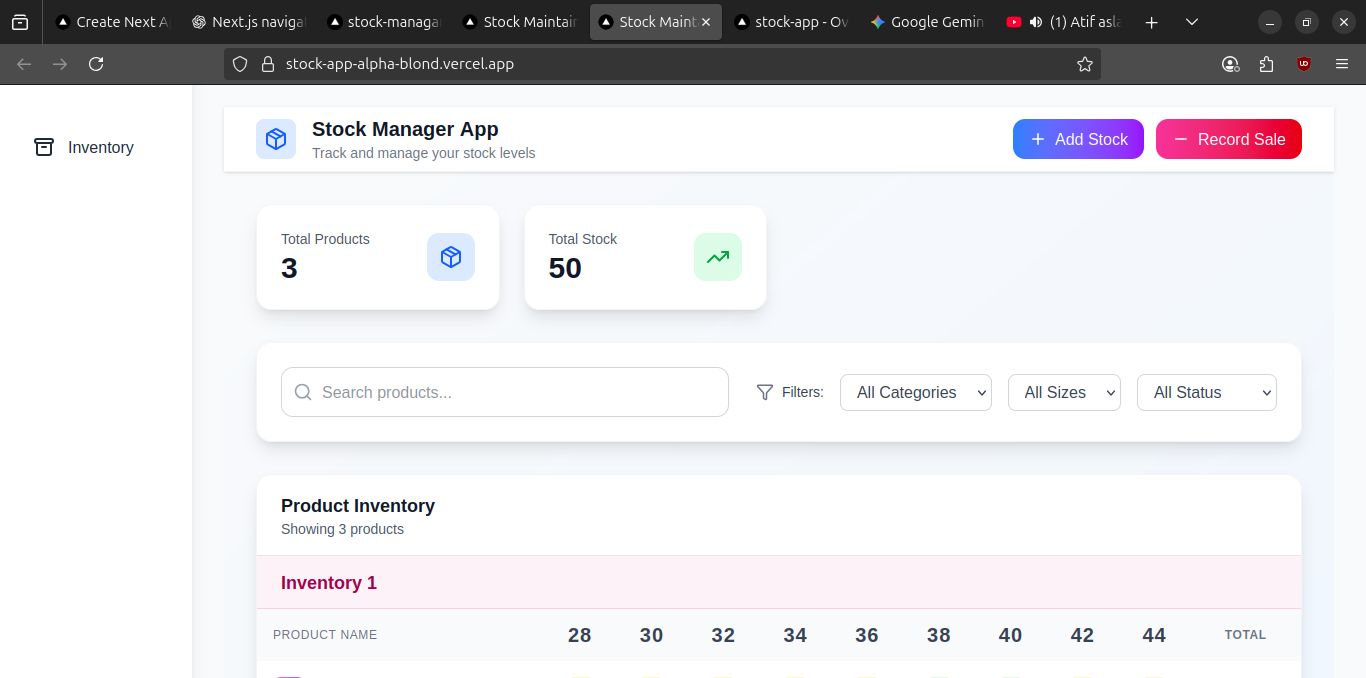 Create Next A
Next.js naviga
stock-managa
Stock Maintain
Stock Maint
stock-app - Ov
Google Gemin
(1) Atif asla
stock-app-alpha-blond.vercel.app
Inventory
Stock Manager App
Track and manage your stock levels
Add Stock
Record Sale
Total Products
3
Total Stock
50
Search products...
Filters:
All Categories
All Sizes
All Status
Product Inventory
Showing 3 products
Inventory 1
PRODUCT NAME 28 30 32 34 36 38 40 42 44 TOTAL